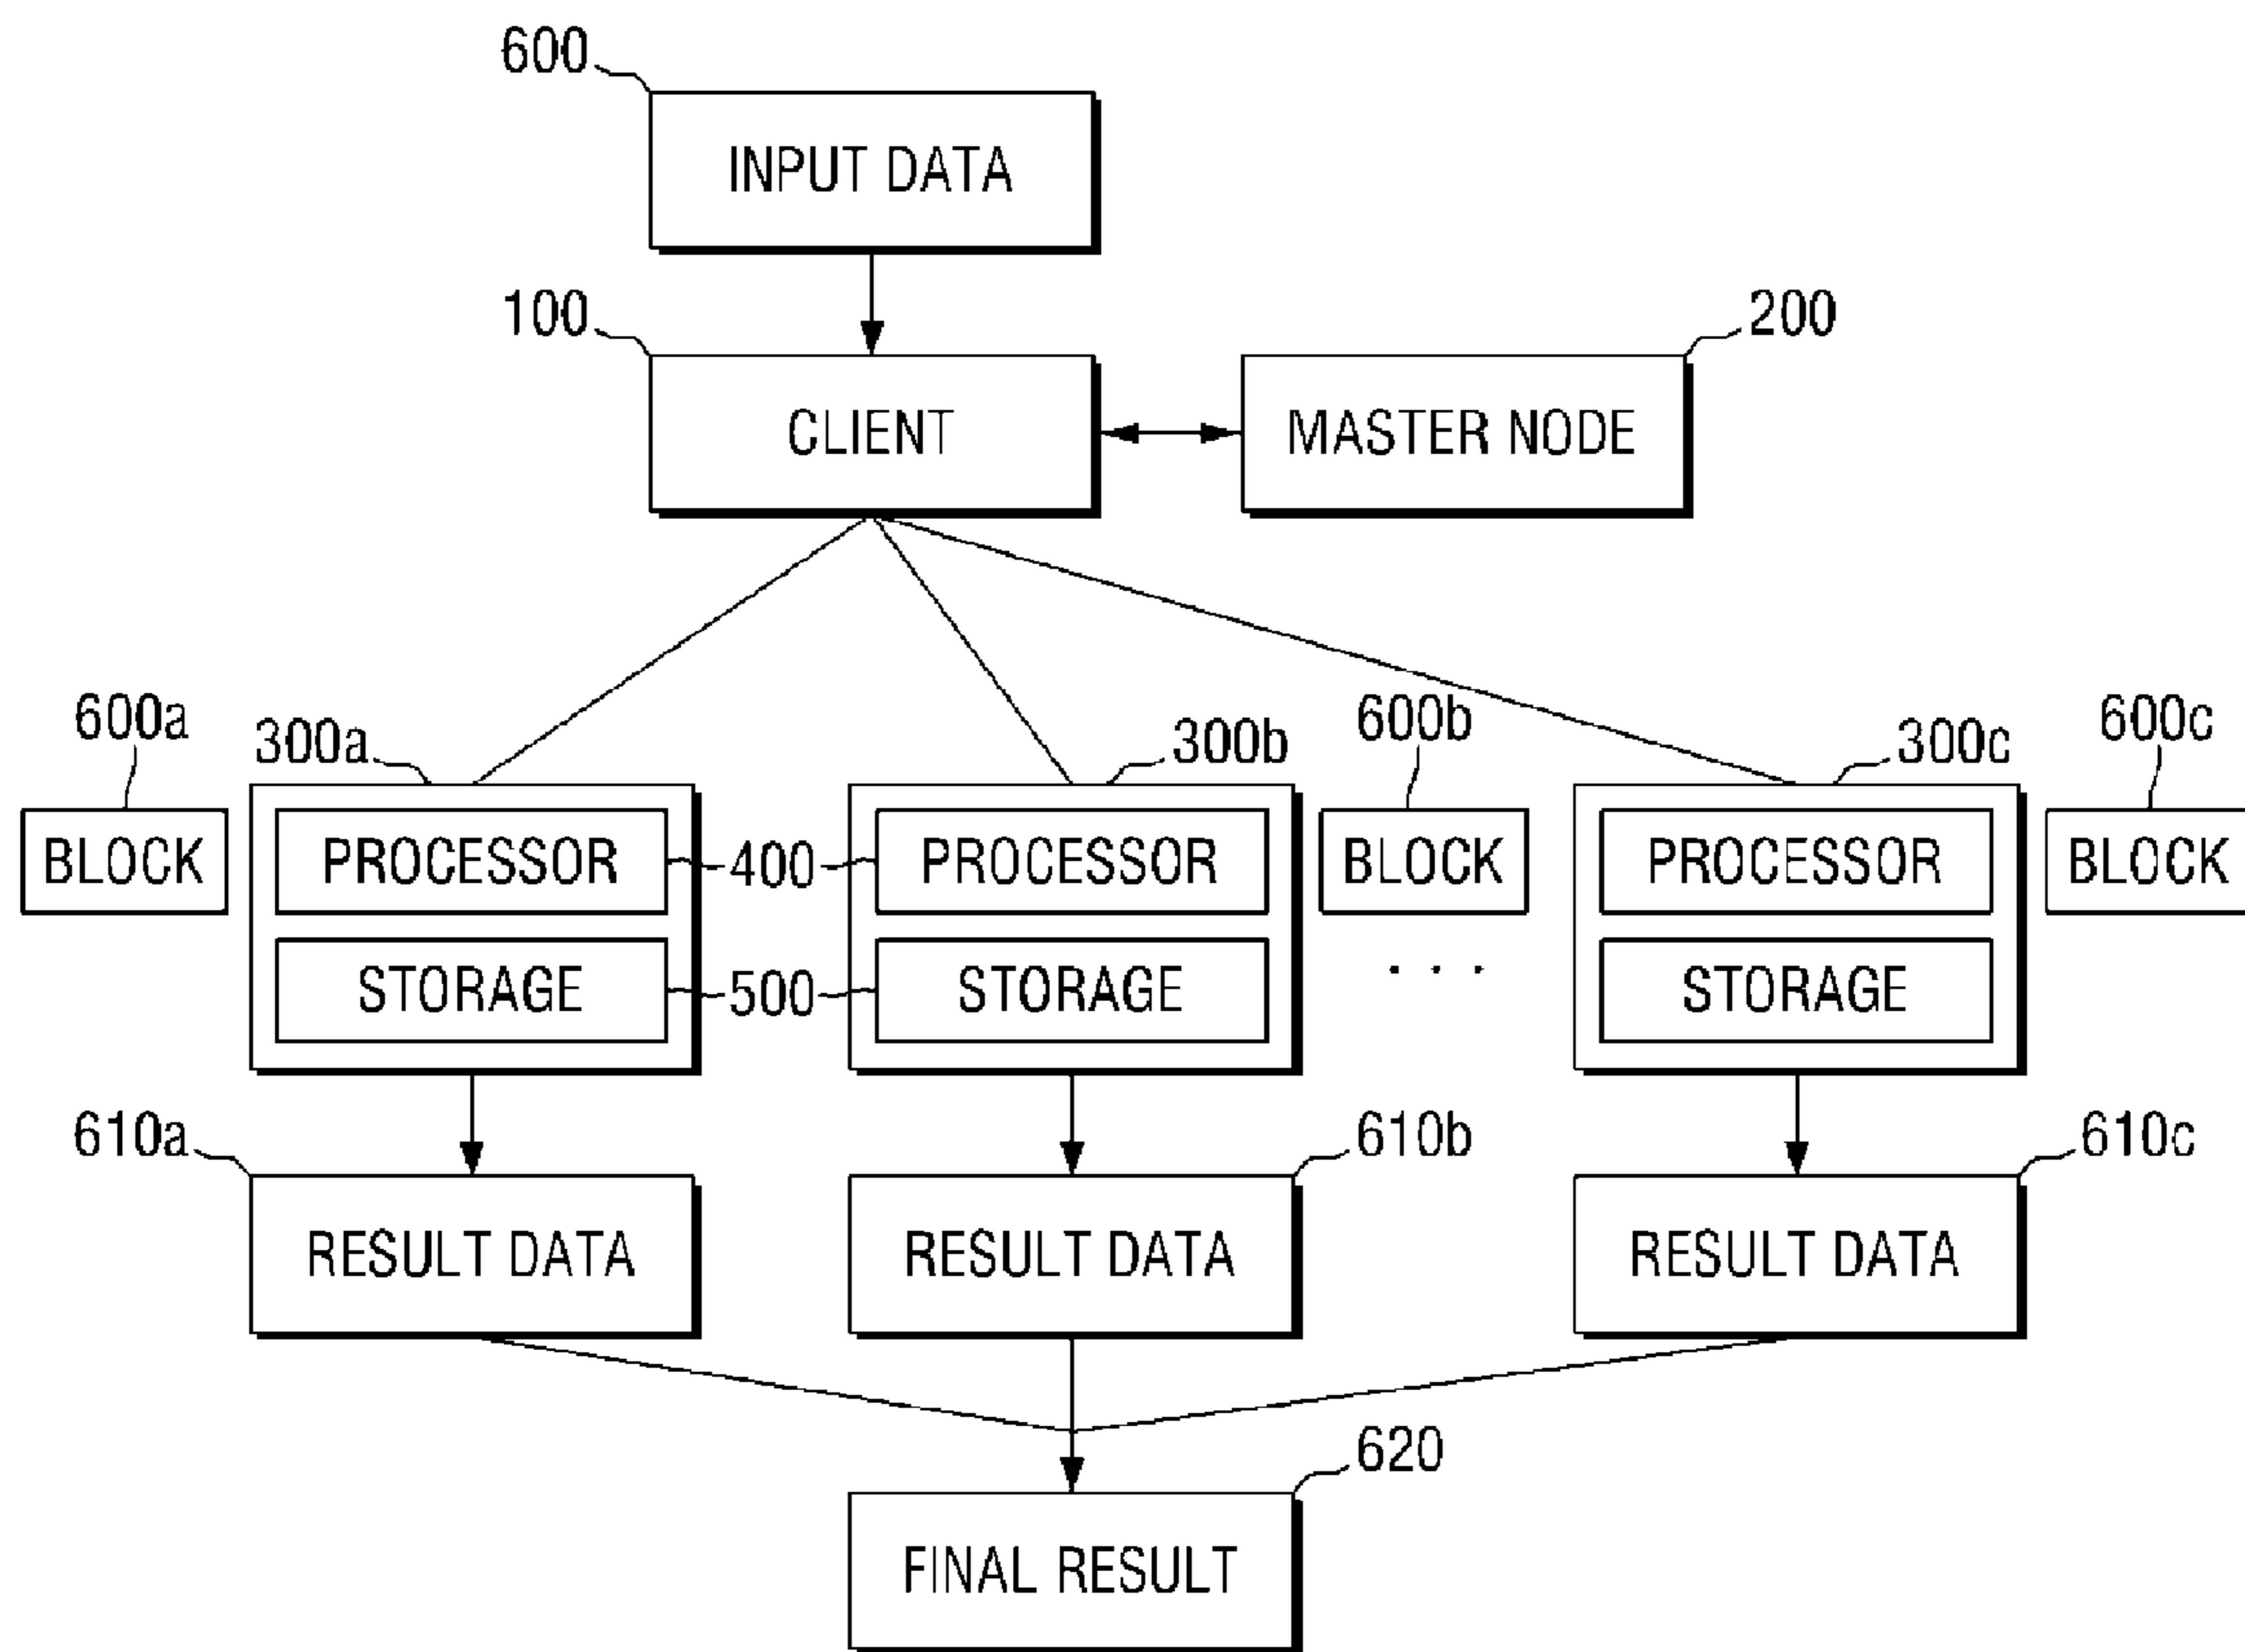 600
INPUT DATA
100
200
CLIENT
MASTER NODE
600a
300a
300b
600b
300c
600c
BLOCK
PROCESSOR
400
PROCESSOR
BLOCK
PROCESSOR
BLOCK
STORAGE
500
STORAGE
. . .
STORAGE
610a
610b
610c
RESULT DATA
RESULT DATA
RESULT DATA
620
FINAL RESULT